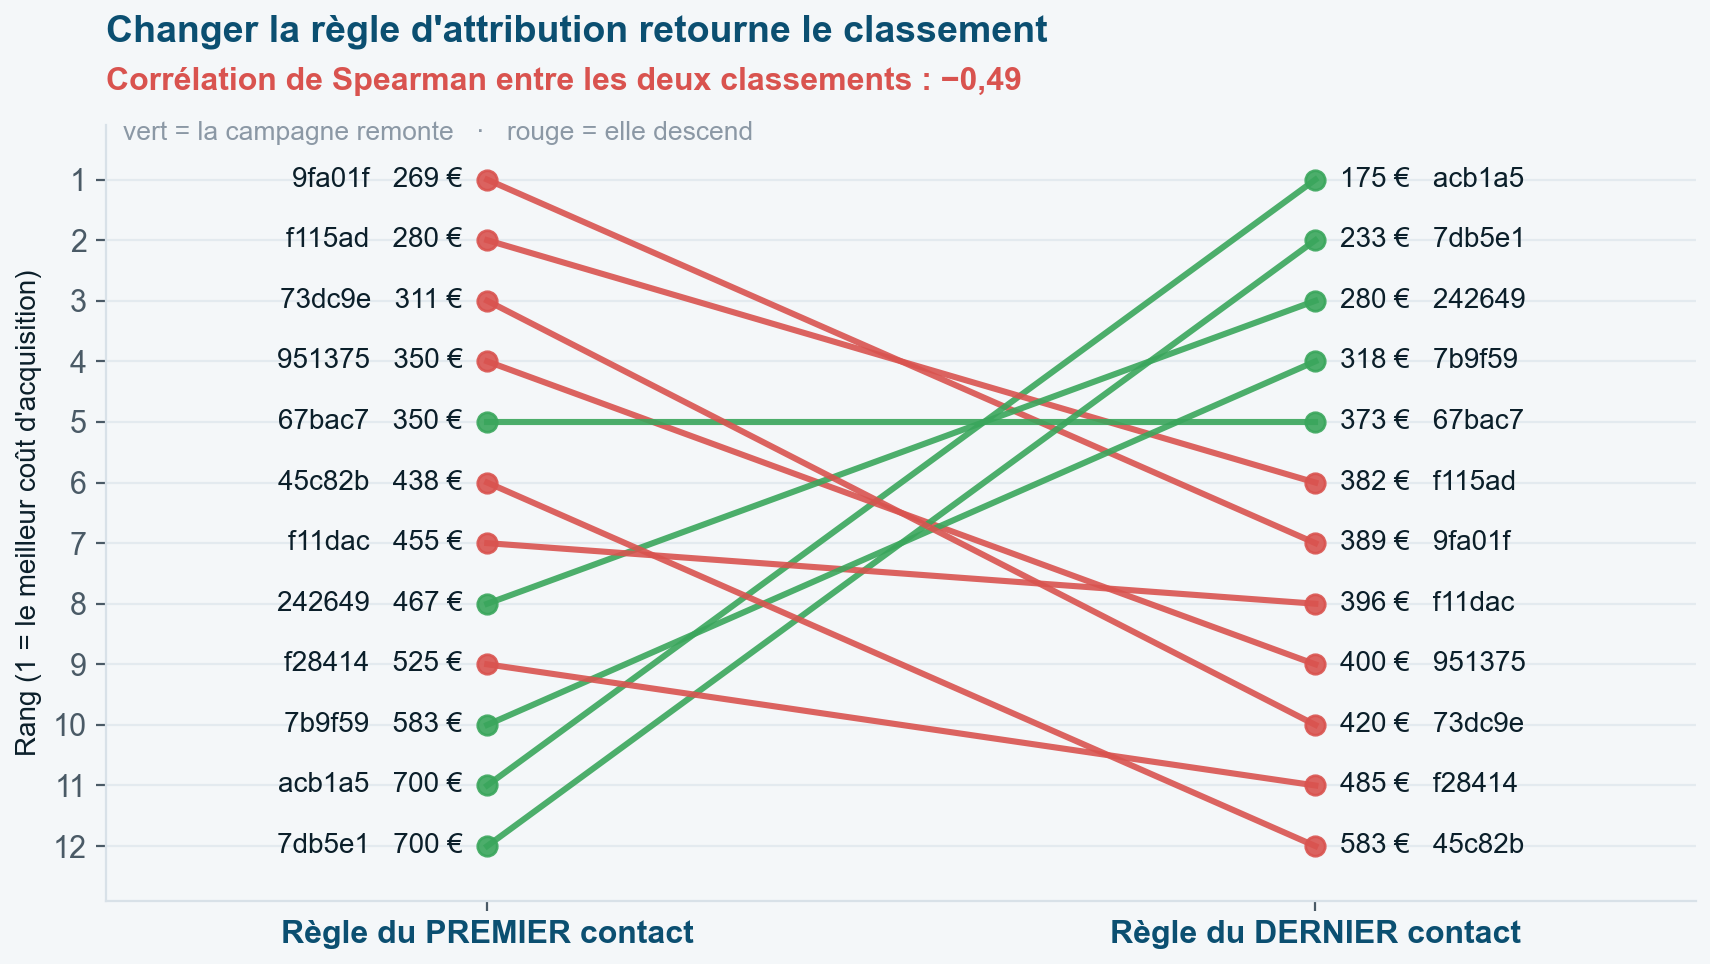 Changer la règle d'attribution retourne le classement
Corrélation de Spearman entre les deux classements : −0,49
vert = la campagne remonte · rouge = elle descend
Rang (1 = le meilleur coût d'acquisition)
1 9fa01f 269 € 175 € acb1a5
2 f115ad 280 € 233 € 7db5e1
3 73dc9e 311 € 280 € 242649
4 951375 350 € 318 € 7b9f59
5 67bac7 350 € 373 € 67bac7
6 45c82b 438 € 382 € f115ad
7 f11dac 455 € 389 € 9fa01f
8 242649 467 € 396 € f11dac
9 f28414 525 € 400 € 951375
10 7b9f59 583 € 420 € 73dc9e
11 acb1a5 700 € 485 € f28414
12 7db5e1 700 € 583 € 45c82b
Règle du PREMIER contact Règle du DERNIER contact